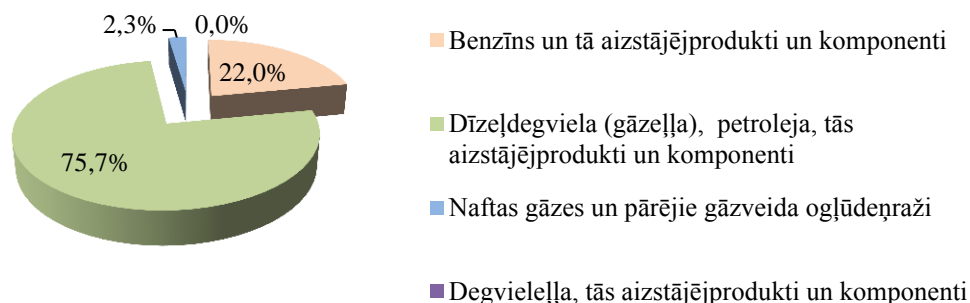 2,3%
0,0%
22,0%
75,7%
Benzīns un tā aizstājējprodukti un komponenti
Dīzeļdegviela (gāzeļļa), petroleja, tās
aizstājējprodukti un komponenti
Naftas gāzes un pārējie gāzveida ogļūdeņraži
Degvieleļļa, tās aizstājējprodukti un komponenti